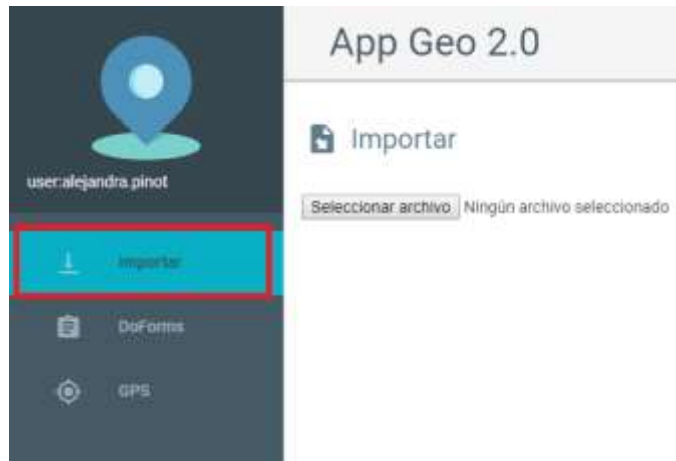 App Geo 2.0
user:alejandra.pinot
Importar
Seleccionar archivo Ningún archivo seleccionado
Importar
DoForms
GPS